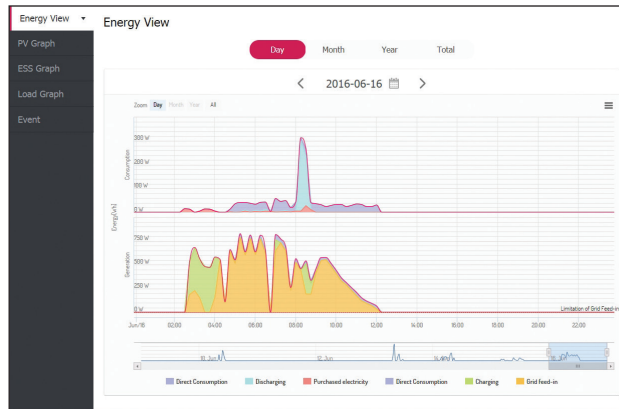 Energy View
PV Graph
ESS Graph
Load Graph
Event
Energy View
Day Month Year Total
2016-06-16
Zoom Day Month Year All
Consumption
300 W
200 W
100 W
0 W
Energy[Wh]
Generation
750 W
500 W
250 W
0 W
Limitation of Grid Feed-in
Jun/16 02:00 04:00 06:00 08:00 10:00 12:00 14:00 16:00 18:00 20:00 22:00
10. Jun 12. Jun
Direct Consumption Discharging Purchased electricity Direct Consumption Charging Grid feed-in